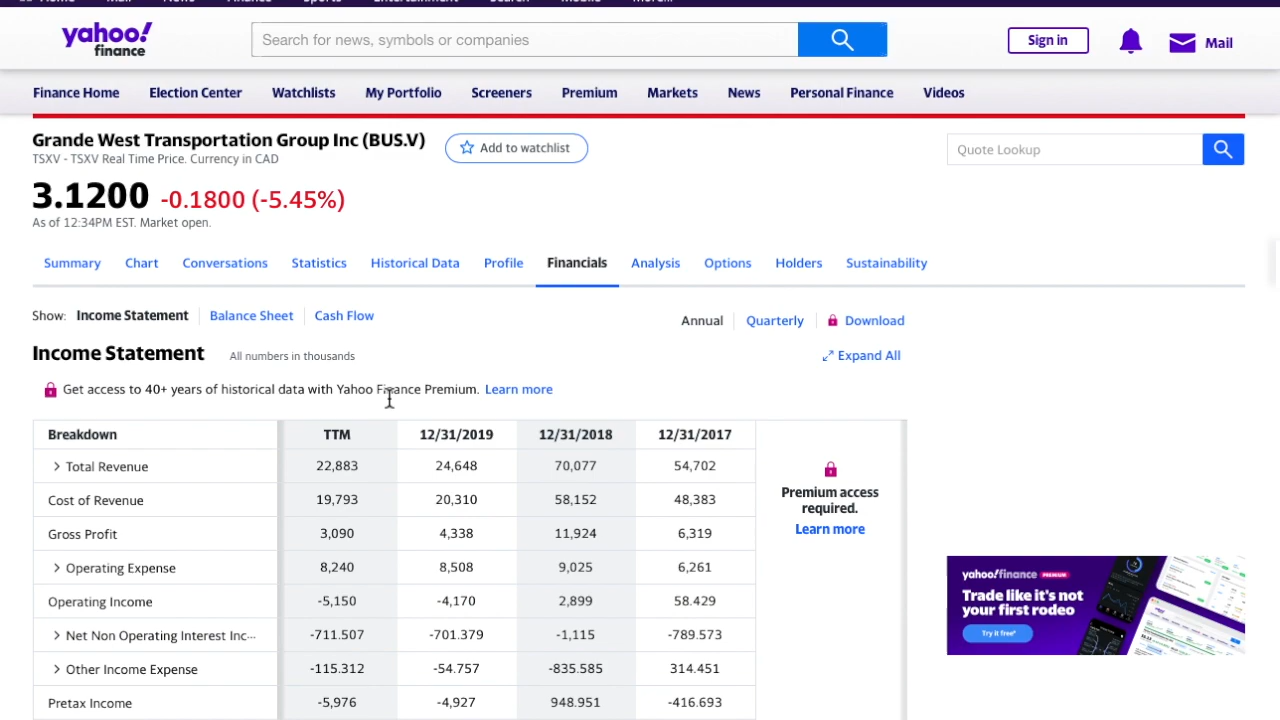 Home Mail News Finance Sports Entertainment Search Mobile More...
yahoo!
finance
Search for news, symbols or companies
Sign in
Mail
Finance Home Election Center Watchlists My Portfolio Screeners Premium Markets News Personal Finance Videos
Grande West Transportation Group Inc (BUS.V)
Add to watchlist
TSXV - TSXV Real Time Price. Currency in CAD
Quote Lookup
3.1200 -0.1800 (-5.45%)
As of 12:34PM EST. Market open.
Summary Chart Conversations Statistics Historical Data Profile Financials Analysis Options Holders Sustainability
Show: Income Statement Balance Sheet Cash Flow
Annual Quarterly Download
Income Statement All numbers in thousands
Expand All
Get access to 40+ years of historical data with Yahoo Finance Premium. Learn more
Breakdown TTM 12/31/2019 12/31/2018 12/31/2017
Total Revenue 22,883 24,648 70,077 54,702
Cost of Revenue 19,793 20,310 58,152 48,383
Gross Profit 3,090 4,338 11,924 6,319
Operating Expense 8,240 8,508 9,025 6,261
Operating Income -5,150 -4,170 2,899 58.429
Net Non Operating Interest Inc... -711.507 -701.379 -1,115 -789.573
Other Income Expense -115.312 -54.757 -835.585 314.451
Pretax Income -5,976 -4,927 948.951 -416.693
Premium access
required.
Learn more
yahoo!finance PREMIUM
Trade like it's not
your first rodeo
Try it free*